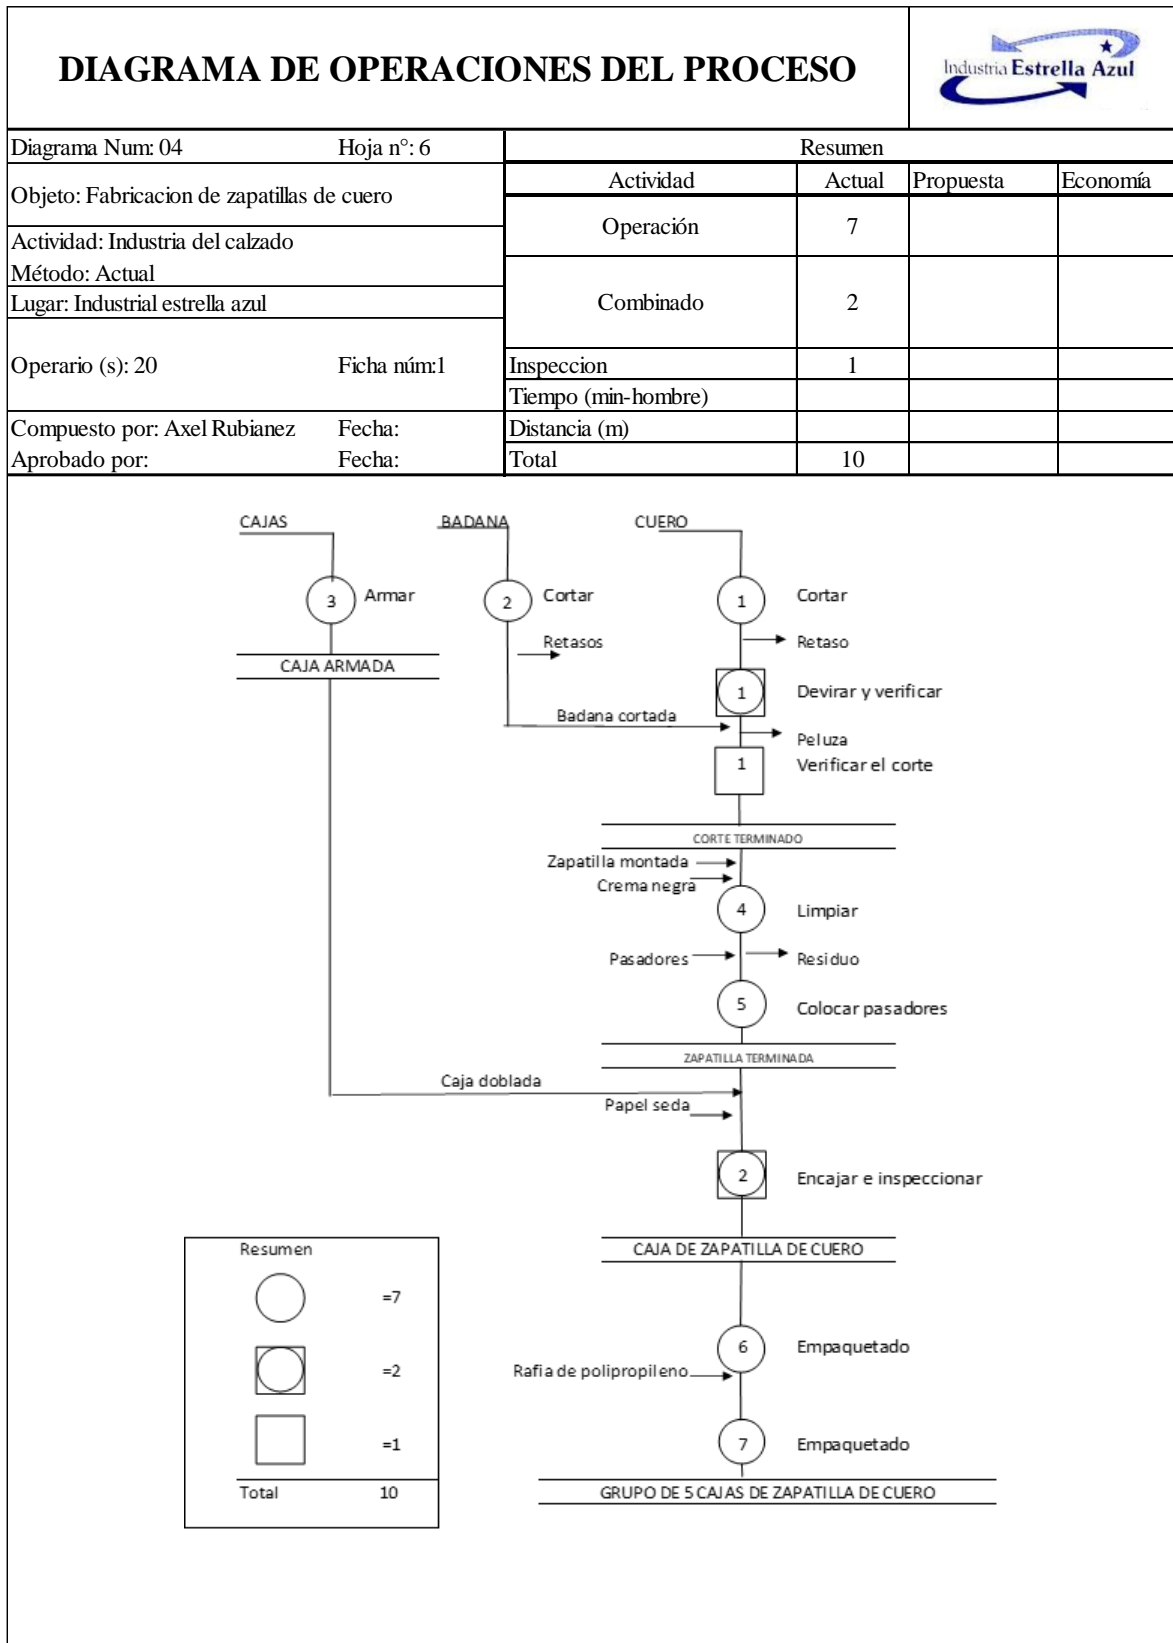 DIAGRAMA DE OPERACIONES DEL PROCESO
Industria Estrella Azul
Diagrama Num: 04 Hoja n°: 6
Objeto: Fabricacion de zapatillas de cuero
Actividad: Industria del calzado
Método: Actual
Lugar: Industrial estrella azul
Operario (s): 20 Ficha núm:1
Compuesto por: Axel Rubianez Fecha:
Aprobado por: Fecha:
Resumen
Actividad Actual Propuesta Economía
Operación 7
Combinado 2
Inspeccion 1
Tiempo (min-hombre)
Distancia (m)
Total 10
CAJAS BADANA CUERO
3 Armar 2 Cortar 1 Cortar
Retasos Retaso
CAJA ARMADA
1 Devirar y verificar
Badana cortada
Peluza
1 Verificar el corte
CORTE TERMINADO
Zapatilla montada
Crema negra
4 Limpiar
Pasadores Residuo
5 Colocar pasadores
ZAPATILLA TERMINADA
Caja doblada
Papel seda
2 Encajar e inspeccionar
CAJA DE ZAPATILLA DE CUERO
6 Empaquetado
Rafia de polipropileno
7 Empaquetado
GRUPO DE 5 CAJAS DE ZAPATILLA DE CUERO
Resumen
=7
=2
=1
Total 10